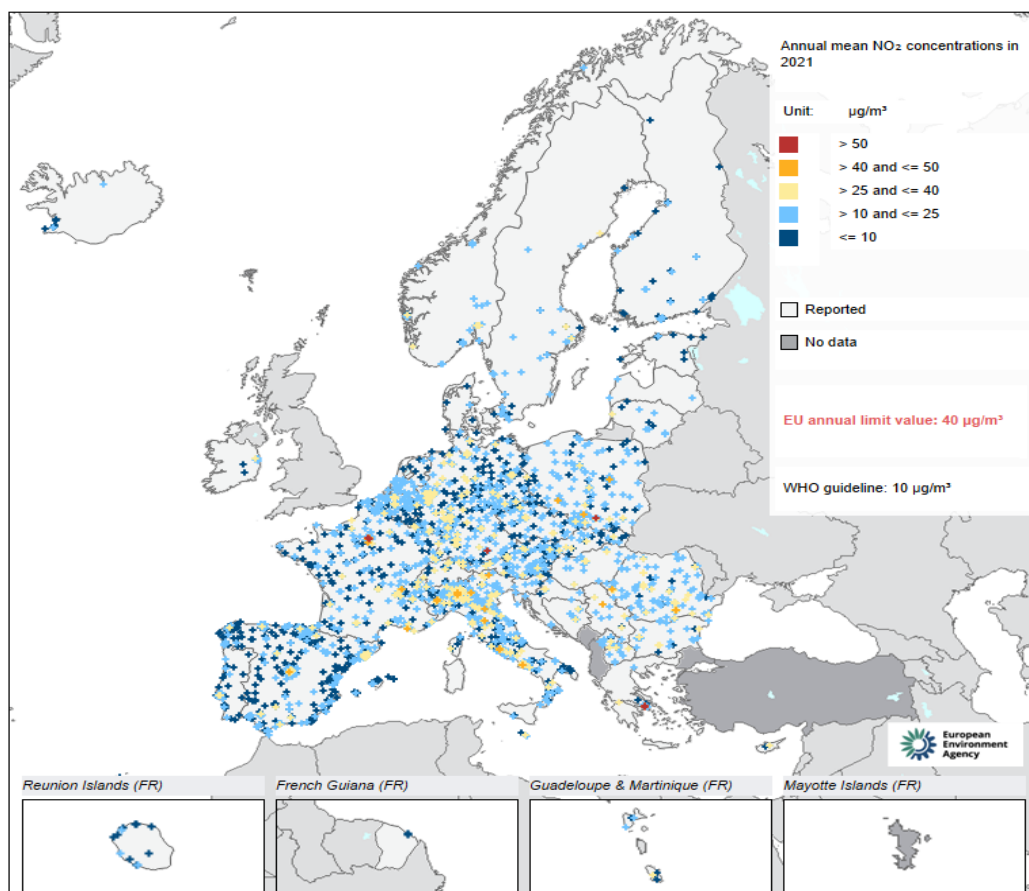 Annual mean NO₂ concentrations in
2021
Unit: µg/m³
> 50
> 40 and <= 50
> 25 and <= 40
> 10 and <= 25
<= 10
Reported
No data
EU annual limit value: 40 µg/m³
WHO guideline: 10 µg/m³
European
Environment
Agency
Reunion Islands (FR)
French Guiana (FR)
Guadeloupe & Martinique (FR)
Mayotte Islands (FR)